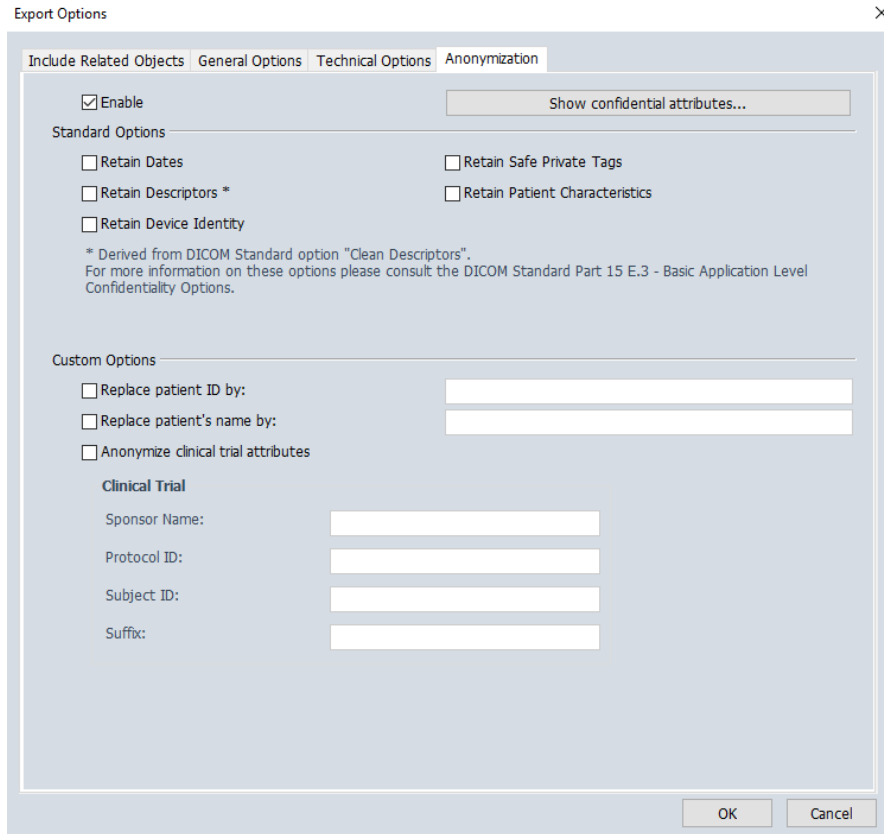 Export Options
Include Related Objects General Options Technical Options Anonymization
Enable Show confidential attributes...
Standard Options
Retain Dates Retain Safe Private Tags
Retain Descriptors * Retain Patient Characteristics
Retain Device Identity
* Derived from DICOM Standard option "Clean Descriptors".
For more information on these options please consult the DICOM Standard Part 15 E.3 - Basic Application Level
Confidentiality Options.
Custom Options
Replace patient ID by:
Replace patient's name by:
Anonymize clinical trial attributes
Clinical Trial
Sponsor Name:
Protocol ID:
Subject ID:
Suffix:
OK Cancel